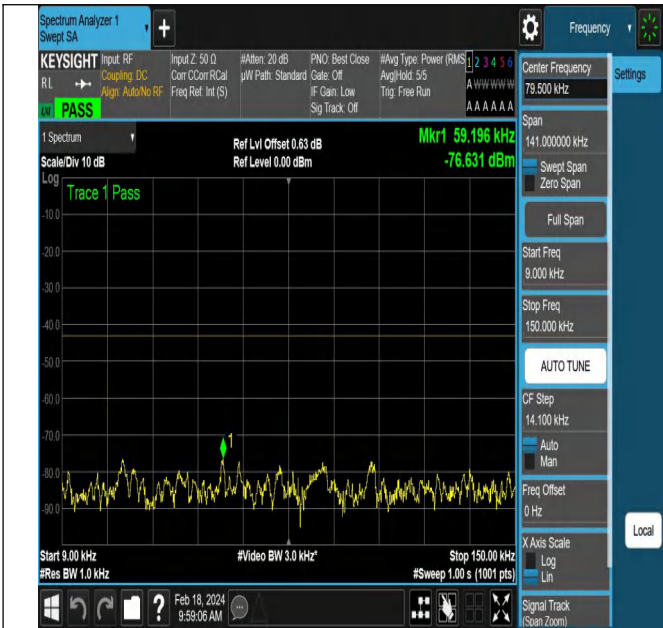 Spectrum Analyzer 1
Swept SA
Frequency
KEYSIGHT
RL
PASS
Input: RF
Coupling: DC
Align: Auto/No RF
Input Z: 50 Ω
Corr CCorr RCal
Freq Ref: Int (S)
#Atten: 20 dB
µW Path: Standard
PNO: Best Close
Gate: Off
IF Gain: Low
Sig Track: Off
#Avg Type: Power (RMS
Avg|Hold: 5/5
Trig: Free Run
1 2 3 4 5 6
A W W W W W
A A A A A A
1 Spectrum
Scale/Div 10 dB
Log
Ref Lvl Offset 0.63 dB
Ref Level 0.00 dBm
Mkr1 59.196 kHz
-76.631 dBm
Trace 1 Pass
-10.0
-20.0
-30.0
-40.0
-50.0
-60.0
-70.0
-80.0
-90.0
1
Start 9.00 kHz
#Res BW 1.0 kHz
#Video BW 3.0 kHz*
Stop 150.00 kHz
#Sweep 1.00 s (1001 pts)
Center Frequency
79.500 kHz
Settings
Span
141.000000 kHz
Swept Span
Zero Span
Full Span
Start Freq
9.000 kHz
Stop Freq
150.000 kHz
AUTO TUNE
CF Step
14.100 kHz
Auto
Man
Freq Offset
0 Hz
X Axis Scale
Log
Lin
Local
Signal Track
(Span Zoom)
?
Feb 18, 2024
9:59:06 AM